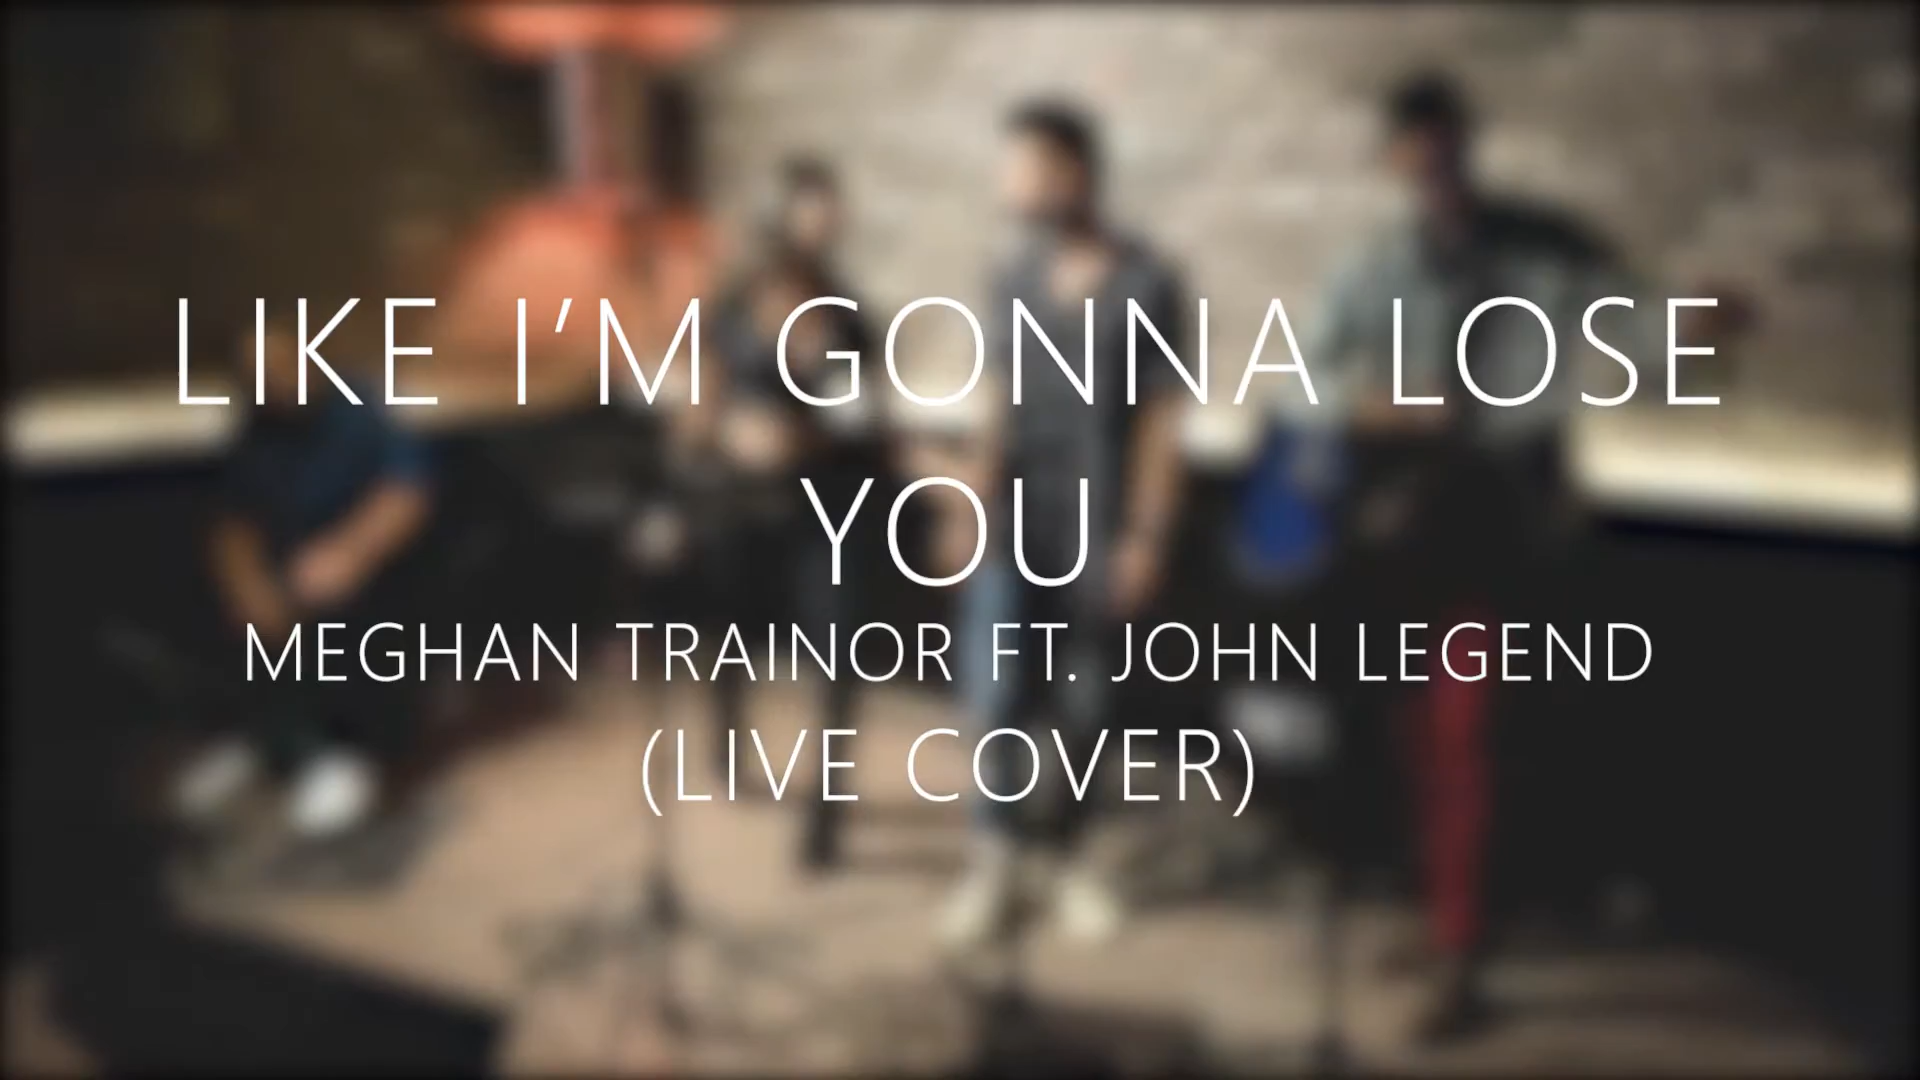 LIKE I’M GONNA LOSE
YOU
MEGHAN TRAINOR FT. JOHN LEGEND
(LIVE COVER)